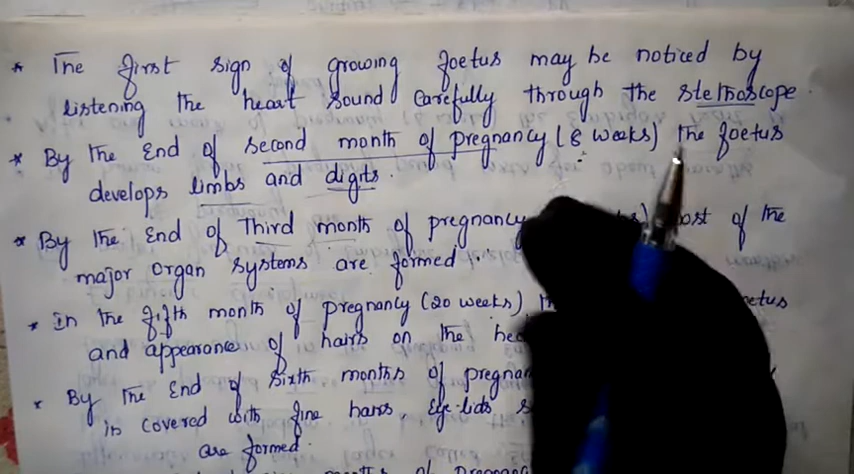 * The first sign of growing foetus may be noticed by
listening the heart sound carefully through the stethoscope.
* By the End of second month of pregnancy (8 weeks) the foetus
develops limbs and digits.
* By the End of Third month of pregnancy of the
major organ systems are formed.
* In the fifth month of pregnancy (20 weeks)
and appearance of hairs on the
* By the End of sixth months of
is covered with fine hairs, Eye-lids
are formed.
of